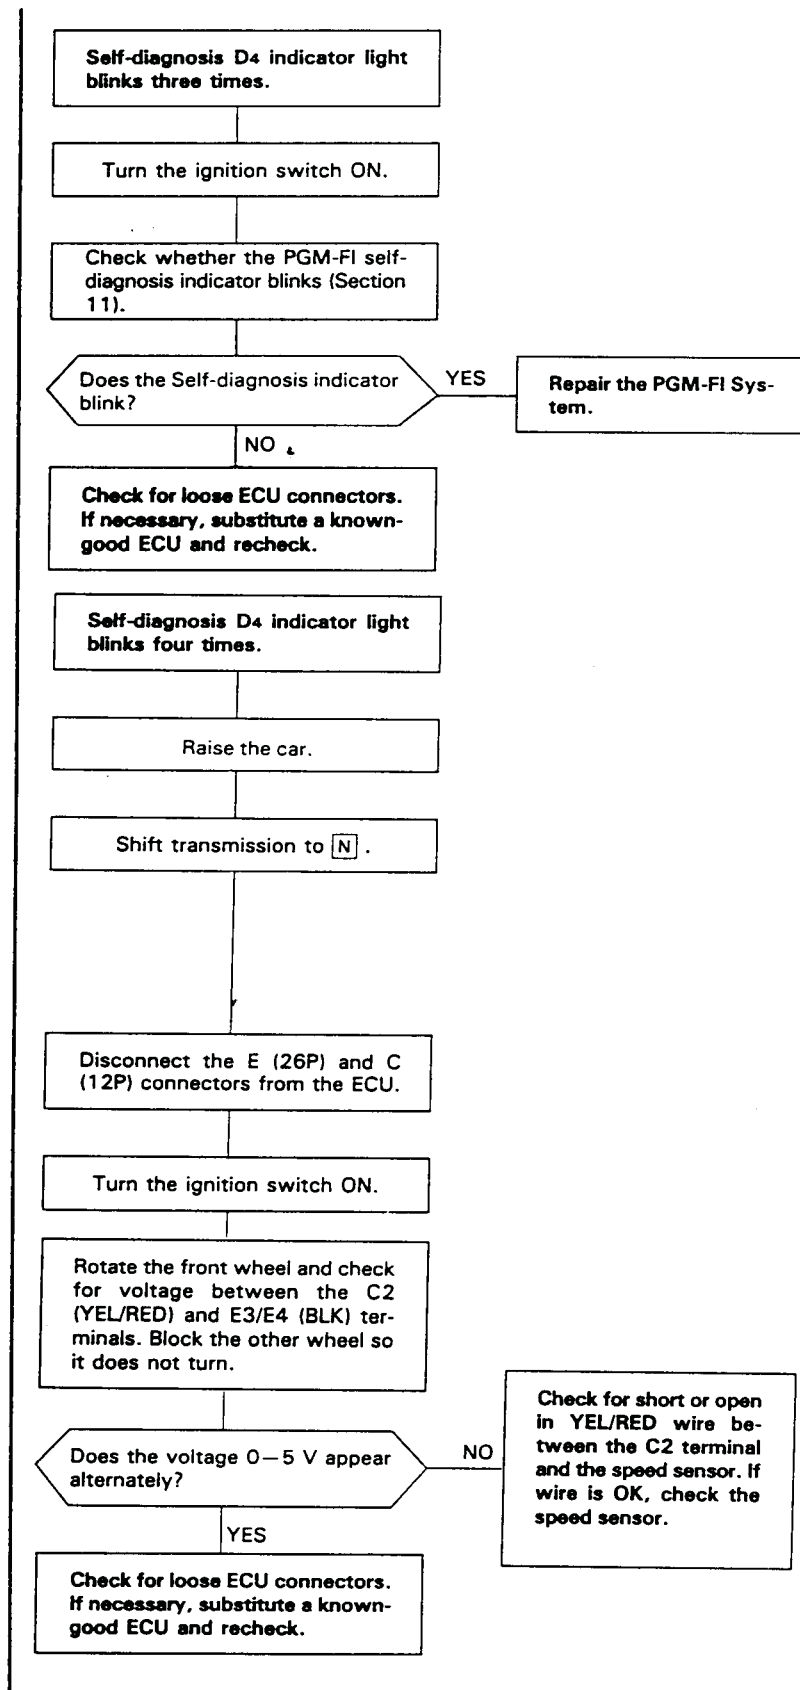 Self-diagnosis D4 indicator light
blinks three times.
Turn the ignition switch ON.
Check whether the PGM-FI self-
diagnosis indicator blinks (Section
11).
Does the Self-diagnosis indicator
blink?
YES
Repair the PGM-FI Sys-
tem.
NO
Check for loose ECU connectors.
If necessary, substitute a known-
good ECU and recheck.
Self-diagnosis D4 indicator light
blinks four times.
Raise the car.
Shift transmission to N .
Disconnect the E (26P) and C
(12P) connectors from the ECU.
Turn the ignition switch ON.
Rotate the front wheel and check
for voltage between the C2
(YEL/RED) and E3/E4 (BLK) ter-
minals. Block the other wheel so
it does not turn.
Does the voltage 0—5 V appear
alternately?
NO
Check for short or open
in YEL/RED wire be-
tween the C2 terminal
and the speed sensor. If
wire is OK, check the
speed sensor.
YES
Check for loose ECU connectors.
If necessary, substitute a known-
good ECU and recheck.